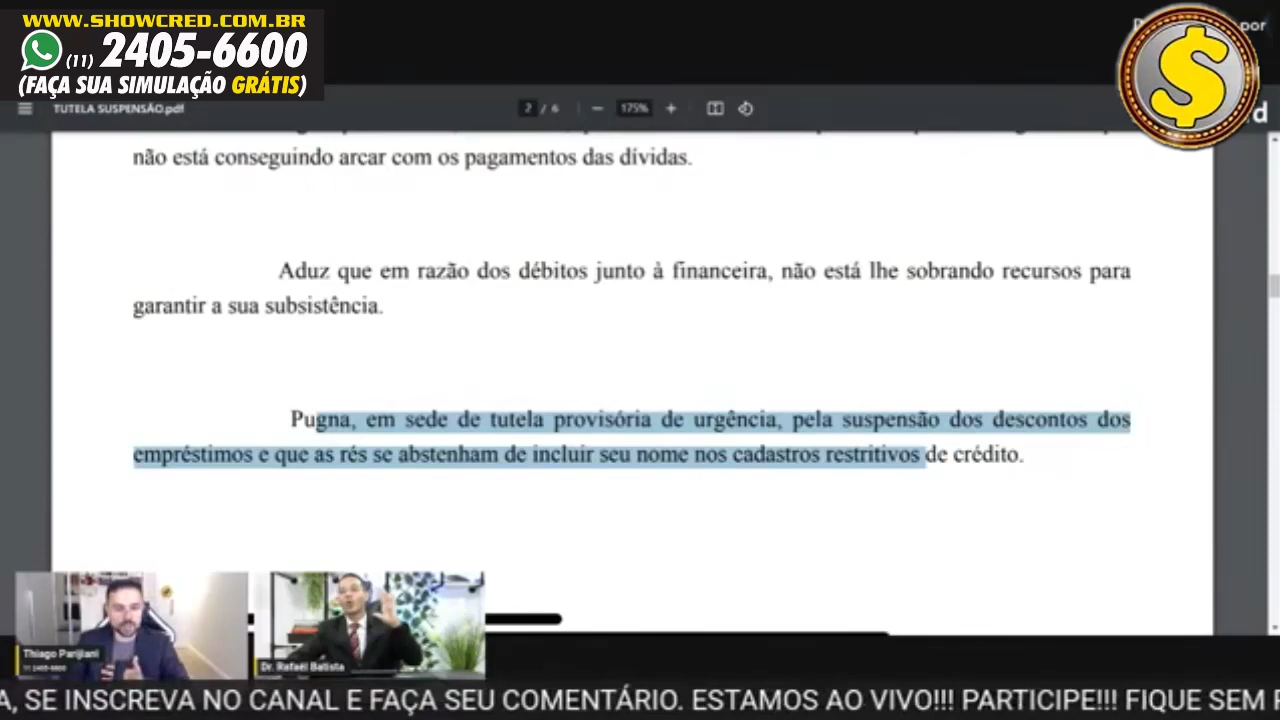 WWW.SHOWCRED.COM.BR
(11) 2405-6600
(FAÇA SUA SIMULAÇÃO GRÁTIS)
por
$
d
TUTELA SUSPENSÃO.pdf
2 / 6
175%
não está conseguindo arcar com os pagamentos das dívidas.
Aduz que em razão dos débitos junto à financeira, não está lhe sobrando recursos para
garantir a sua subsistência.
Pugna, em sede de tutela provisória de urgência, pela suspensão dos descontos dos
empréstimos e que as rés se abstenham de incluir seu nome nos cadastros restritivos de crédito.
Thiago Parijiani
11 2405-6600
Dr. Rafael Batista
A, SE INSCREVA NO CANAL E FAÇA SEU COMENTÁRIO. ESTAMOS AO VIVO!!! PARTICIPE!!! FIQUE SEM